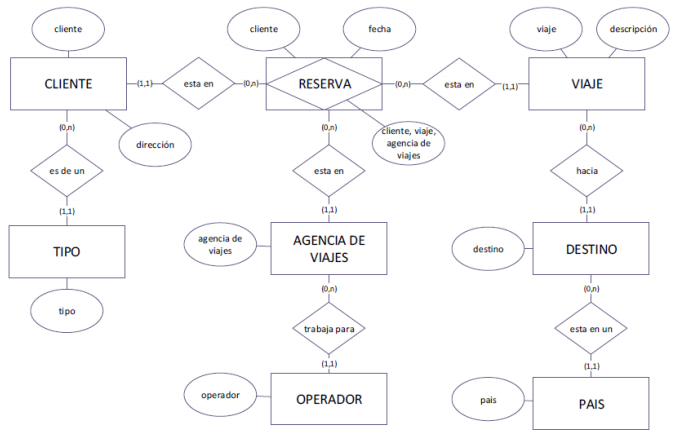 cliente
cliente
fecha
viaje
descripción
CLIENTE
(1,1)
esta en
(0,n)
RESERVA
(0,n)
esta en
(1,1)
VIAJE
(0,n)
dirección
(0,n)
cliente, viaje,
agencia de
viajes
(0,n)
es de un
esta en
hacia
(1,1)
(1,1)
(1,1)
TIPO
agencia de
viajes
AGENCIA DE
VIAJES
destino
DESTINO
(0,n)
(0,n)
tipo
trabaja para
esta en un
(1,1)
(1,1)
operador
OPERADOR
pais
PAIS